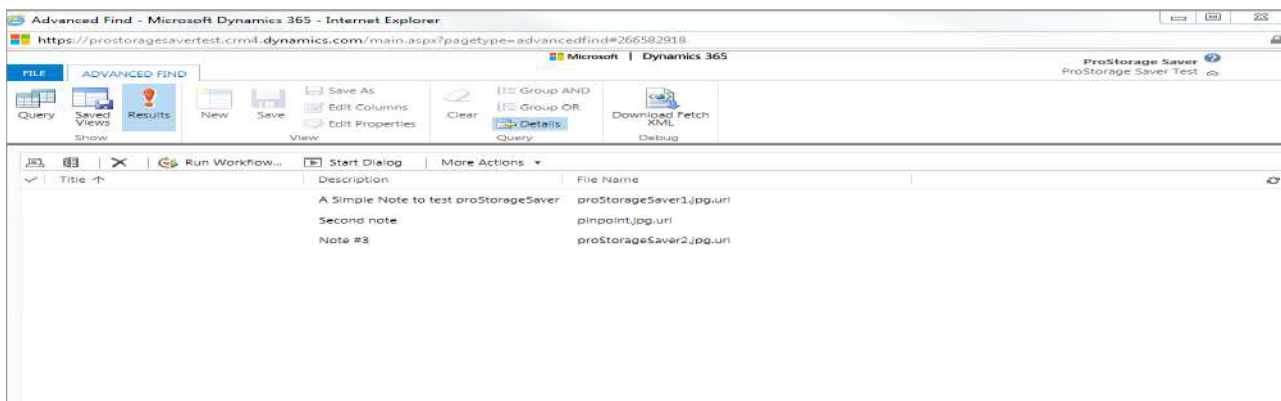 Advanced Find - Microsoft Dynamics 365 - Internet Explorer
https://prostoragesavertest.crm4.dynamics.com/main.aspx?pagetype=advancedfind#266582918
Microsoft | Dynamics 365
ProStorage Saver
ProStorage Saver Test
FILE ADVANCED FIND
Query
Saved Views
Results
New
Save
Save As
Edit Columns
Edit Properties
Clear
Group AND
Group OR
Details
Download Fetch XML
Show View Query Debug
Run Workflow... Start Dialog More Actions
Title Description File Name
A Simple Note to test proStorageSaver proStorageSaver1.jpg.url
Second note pinpoint.jpg.url
Note #3 proStorageSaver2.jpg.url